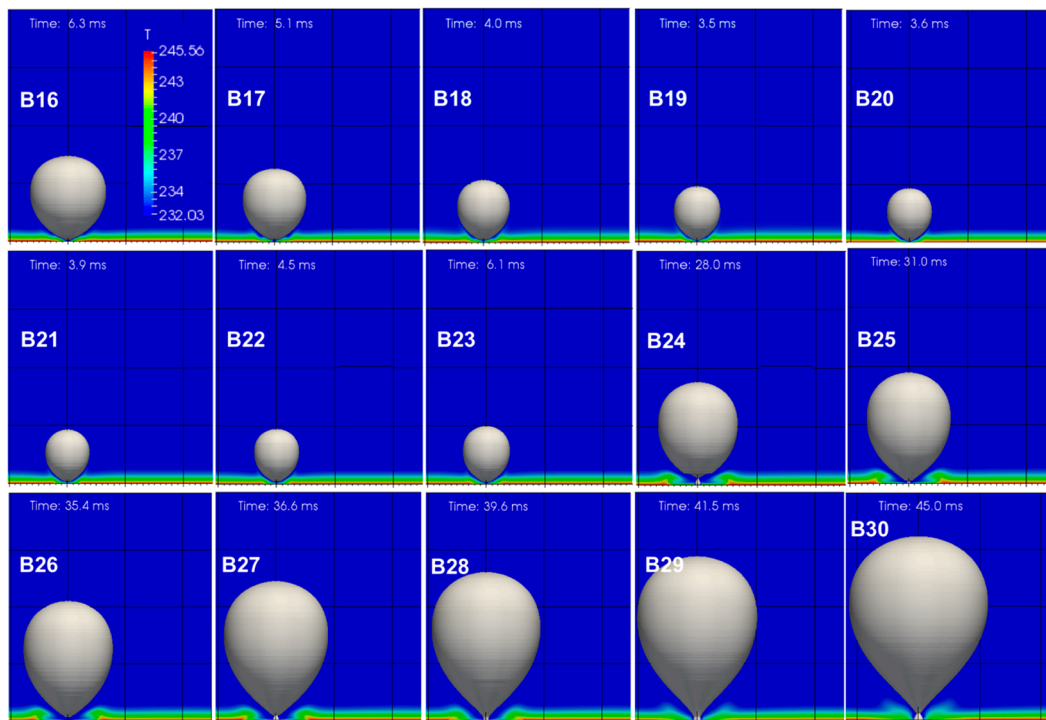 Time: 6.3 ms
T
245.56
243
240
237
234
232.03
B16
Time: 5.1 ms
B17
Time: 4.0 ms
B18
Time: 3.5 ms
B19
Time: 3.6 ms
B20
Time: 3.9 ms
B21
Time: 4.5 ms
B22
Time: 6.1 ms
B23
Time: 28.0 ms
B24
Time: 31.0 ms
B25
Time: 35.4 ms
B26
Time: 36.6 ms
B27
Time: 39.6 ms
B28
Time: 41.5 ms
B29
Time: 45.0 ms
B30